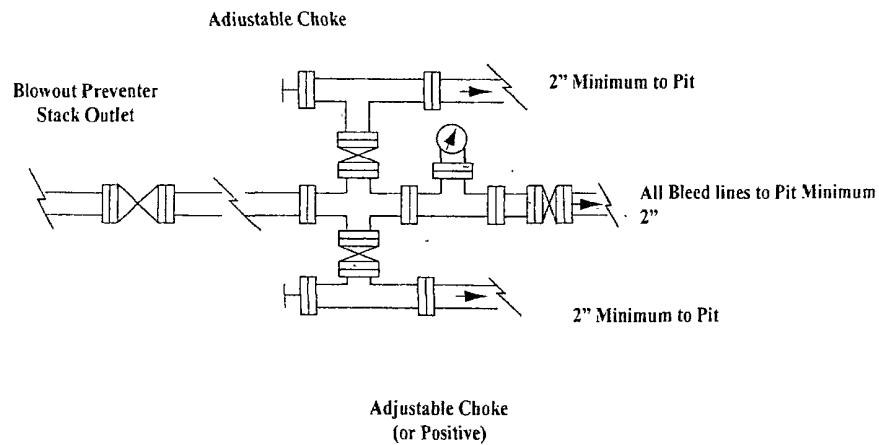 Adiustable Choke
Blowout Preventer
Stack Outlet
2" Minimum to Pit
All Bleed lines to Pit Minimum
2"
2" Minimum to Pit
Adjustable Choke
(or Positive)